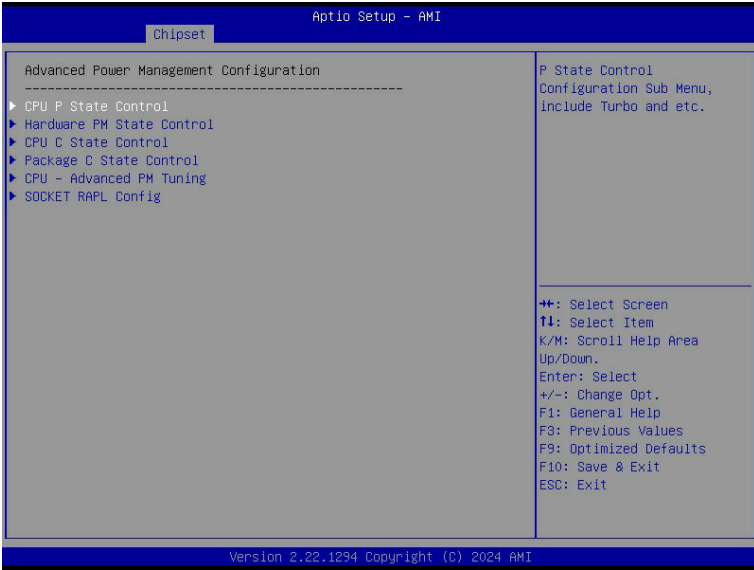 Aptio Setup – AMI
Chipset
Advanced Power Management Configuration
------------------------------------------------
CPU P State Control
Hardware PM State Control
CPU C State Control
Package C State Control
CPU – Advanced PM Tuning
SOCKET RAPL Config
P State Control
Configuration Sub Menu,
include Turbo and etc.
→←: Select Screen
↑↓: Select Item
K/M: Scroll Help Area
Up/Down.
Enter: Select
+/-: Change Opt.
F1: General Help
F3: Previous Values
F9: Optimized Defaults
F10: Save & Exit
ESC: Exit
Version 2.22.1294 Copyright (C) 2024 AMI